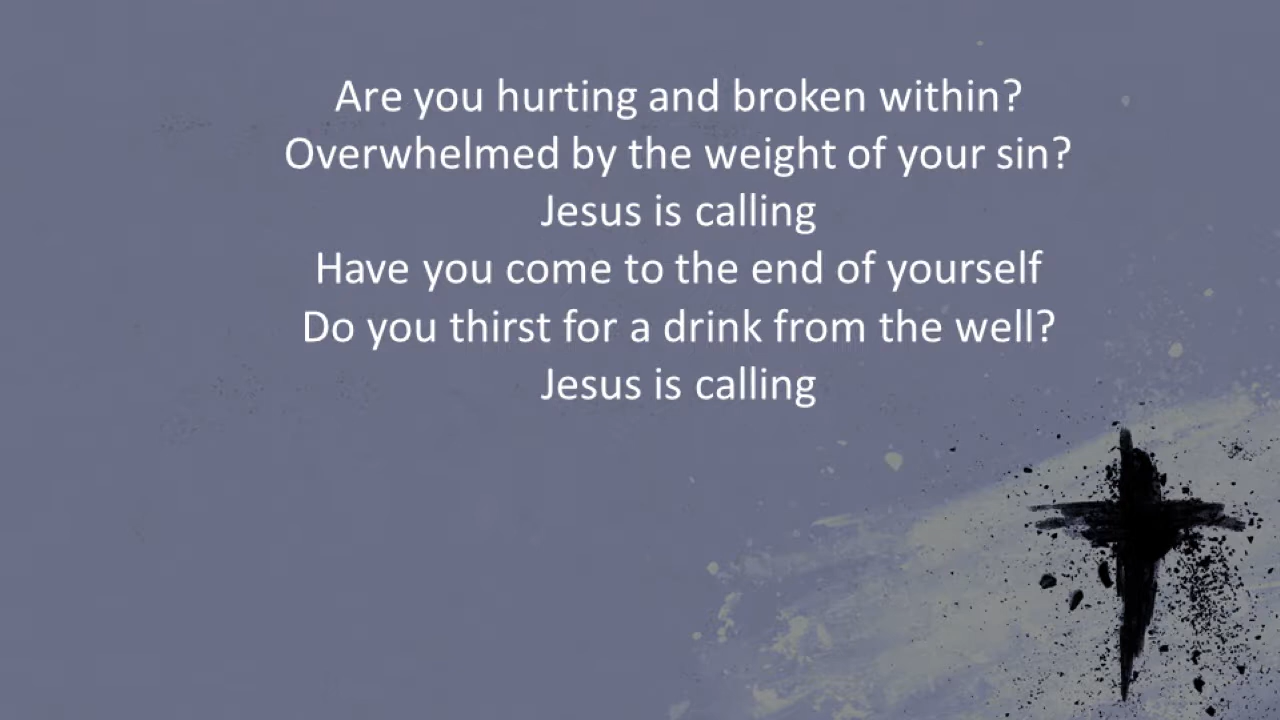 Are you hurting and broken within?
Overwhelmed by the weight of your sin?
Jesus is calling
Have you come to the end of yourself
Do you thirst for a drink from the well?
Jesus is calling